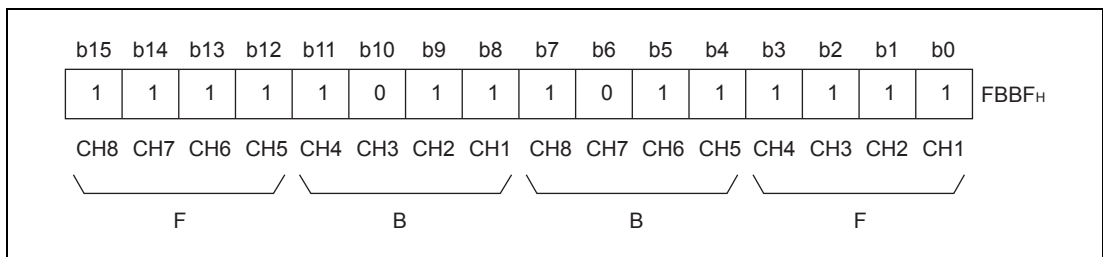 b15 b14 b13 b12 b11 b10 b9 b8 b7 b6 b5 b4 b3 b2 b1 b0
1 1 1 1 1 0 1 1 1 0 1 1 1 1 1 1 FBBFH
CH8 CH7 CH6 CH5 CH4 CH3 CH2 CH1 CH8 CH7 CH6 CH5 CH4 CH3 CH2 CH1
F B B F